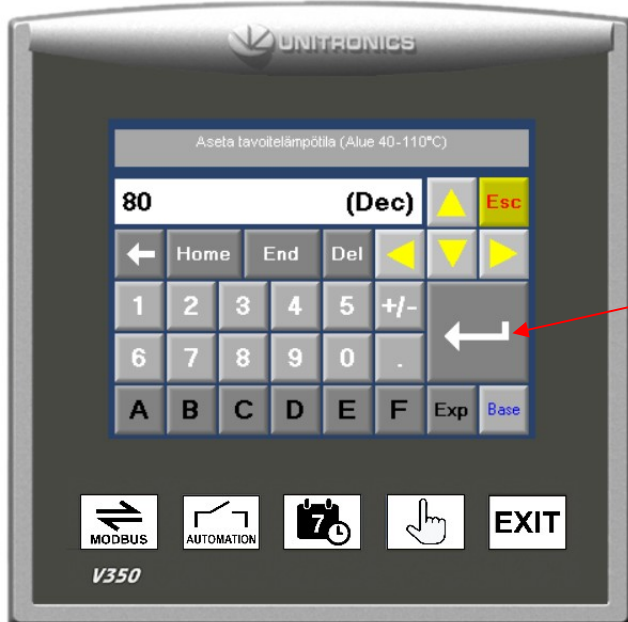 UNITRONICS
Aseta tavoitelämpötila (Alue 40-110°C)
80 (Dec) Esc
Home End Del
1 2 3 4 5 +/-
6 7 8 9 0 .
A B C D E F Exp Base
MODBUS AUTOMATION 7 EXIT
V350